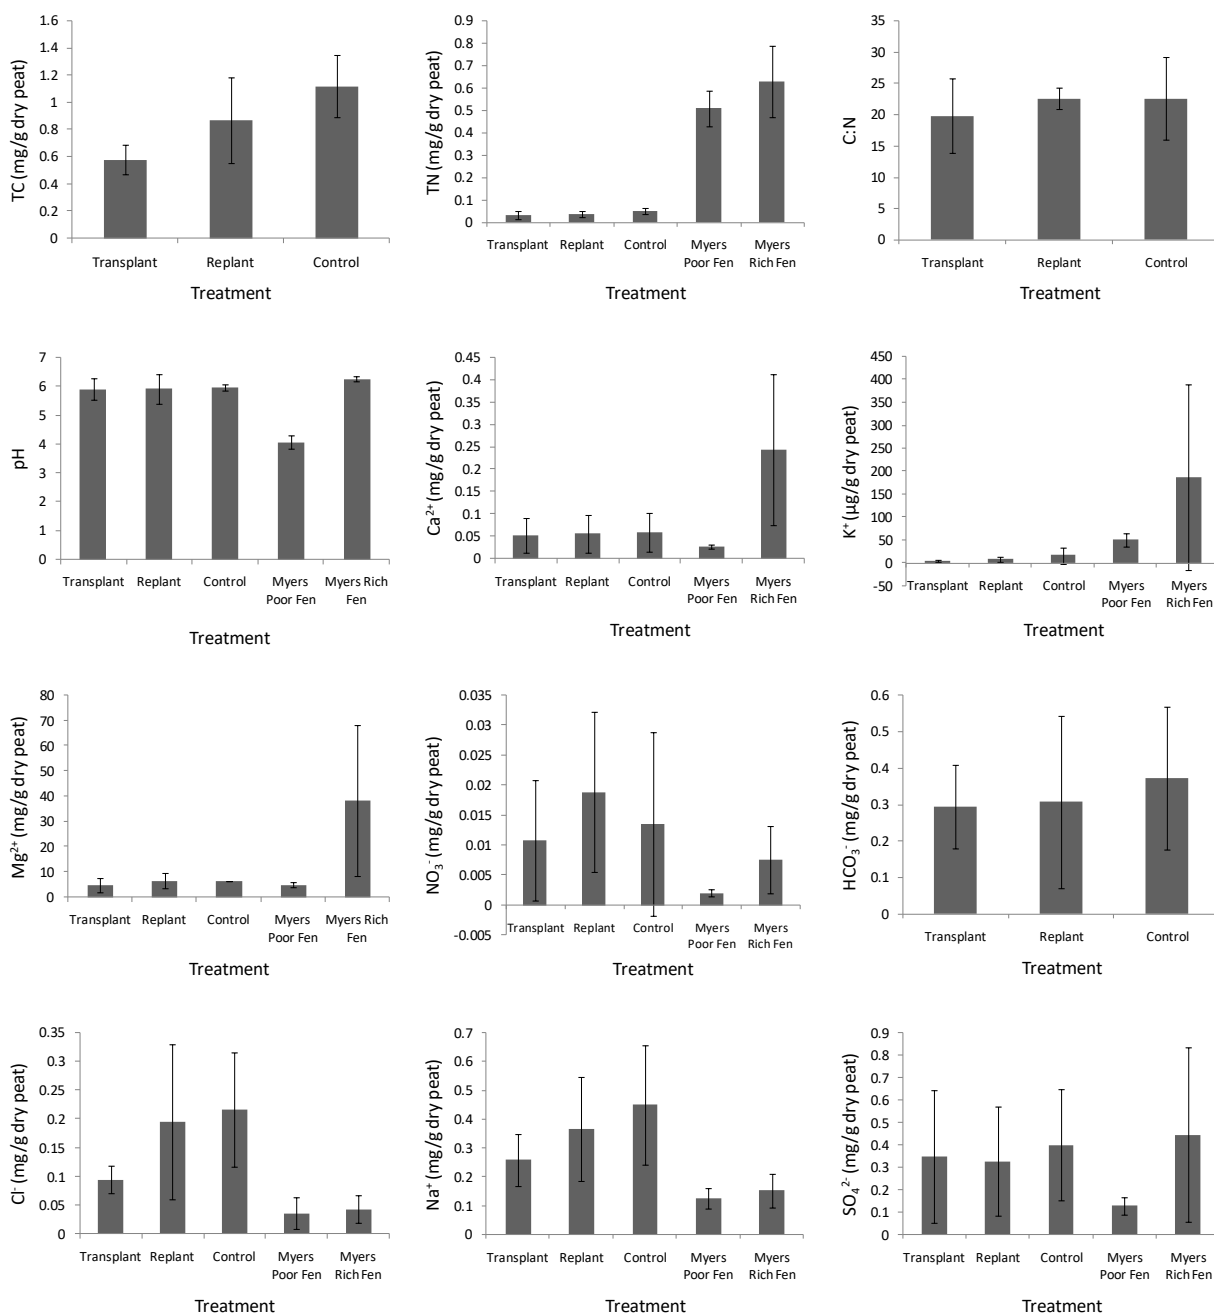 TC (mg/g dry peat)
1.6
1.4
1.2
1
0.8
0.6
0.4
0.2
0
Transplant Replant Control
Treatment
TN (mg/g dry peat)
0.9
0.8
0.7
0.6
0.5
0.4
0.3
0.2
0.1
0
Transplant Replant Control Myers Myers
Poor Fen Rich Fen
Treatment
C:N
35
30
25
20
15
10
5
0
Transplant Replant Control
Treatment
pH
7
6
5
4
3
2
1
0
Transplant Replant Control Myers Myers Rich
Poor Fen Fen
Treatment
Ca²⁺ (mg/g dry peat)
0.45
0.4
0.35
0.3
0.25
0.2
0.15
0.1
0.05
0
Transplant Replant Control Myers Myers
Poor Fen Rich Fen
Treatment
K⁺ (µg/g dry peat)
450
400
350
300
250
200
150
100
50
0
-50
Transplant Replant Control Myers Myers
Poor Fen Rich Fen
Treatment
Mg²⁺ (mg/g dry peat)
80
70
60
50
40
30
20
10
0
Transplant Replant Control Myers Myers Rich
Poor Fen Fen
Treatment
NO₃⁻ (mg/g dry peat)
0.035
0.03
0.025
0.02
0.015
0.01
0.005
0
-0.005
Transplant Replant Control Myers Myers
Poor Fen Rich Fen
Treatment
HCO₃⁻ (mg/g dry peat)
0.6
0.5
0.4
0.3
0.2
0.1
0
Transplant Replant Control
Treatment
Cl⁻ (mg/g dry peat)
0.35
0.3
0.25
0.2
0.15
0.1
0.05
0
Transplant Replant Control Myers Myers
Poor Fen Rich Fen
Treatment
Na⁺ (mg/g dry peat)
0.7
0.6
0.5
0.4
0.3
0.2
0.1
0
Transplant Replant Control Myers Myers
Poor Fen Rich Fen
Treatment
SO₄²⁻ (mg/g dry peat)
0.9
0.8
0.7
0.6
0.5
0.4
0.3
0.2
0.1
0
Transplant Replant Control Myers Myers
Poor Fen Rich Fen
Treatment